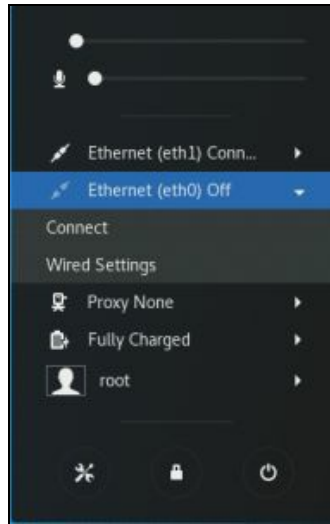 Ethernet (eth1) Conn...
Ethernet (eth0) Off
Connect
Wired Settings
Proxy None
Fully Charged
root